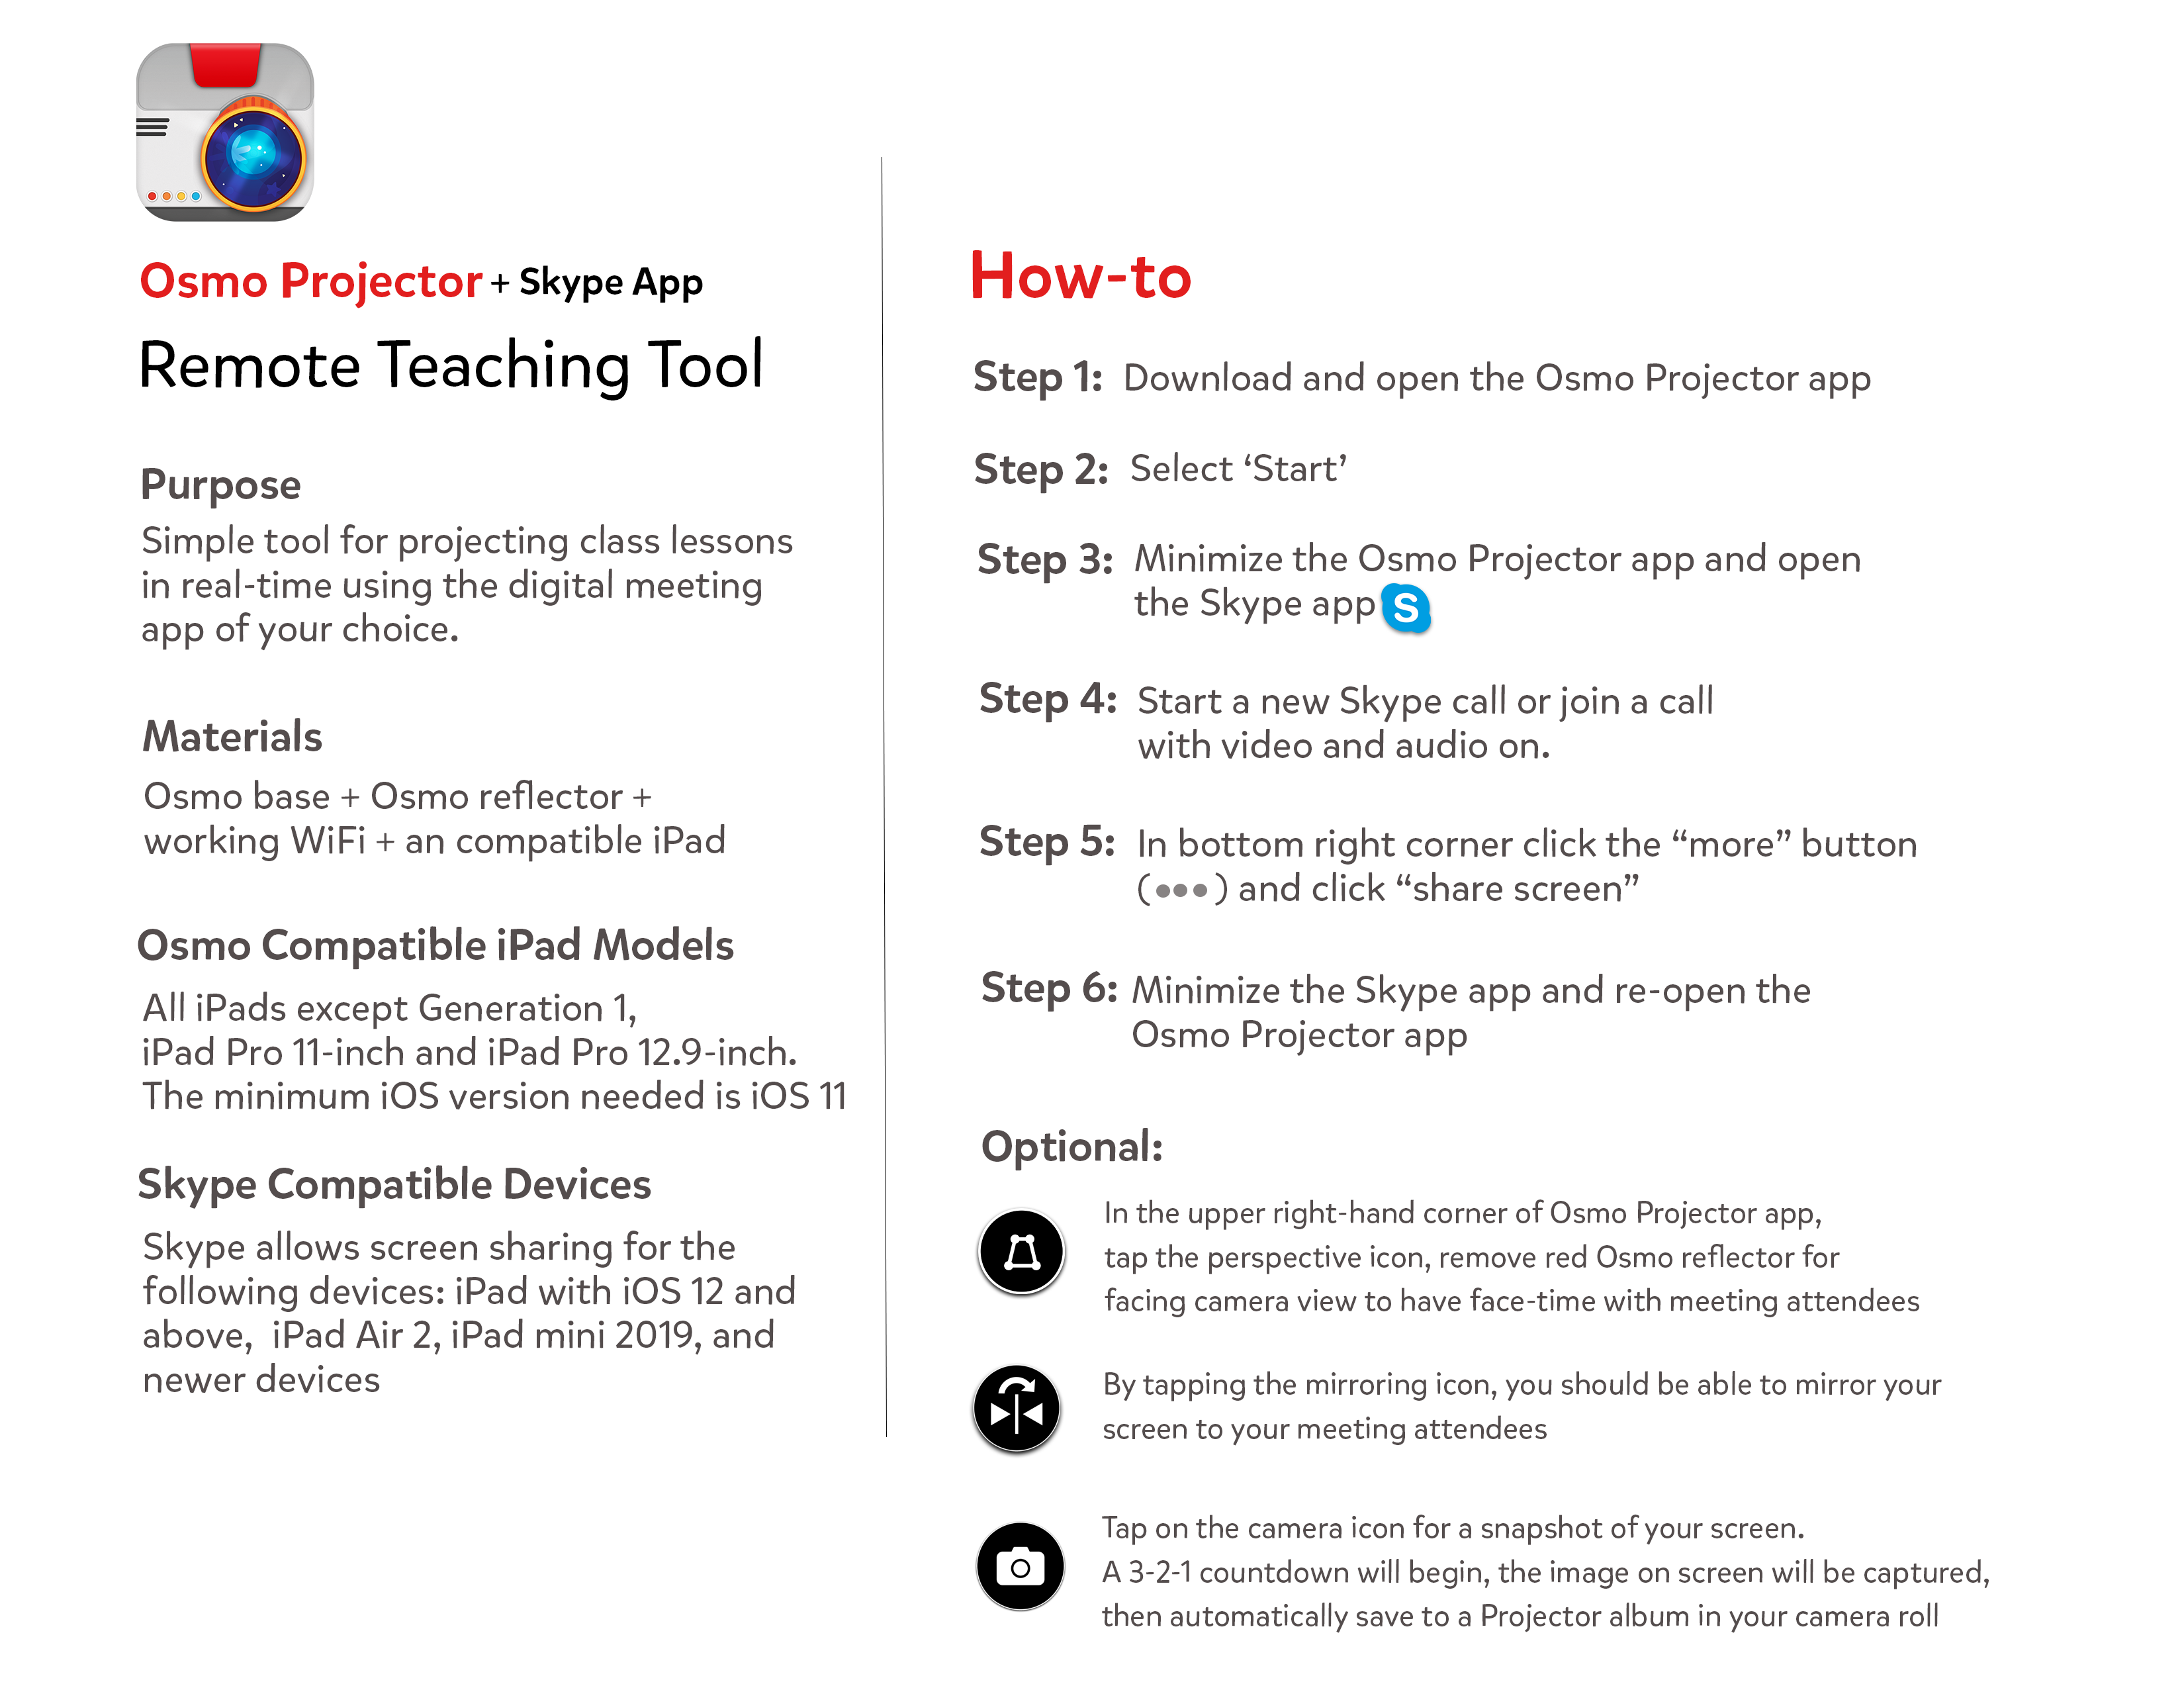 Osmo Projector + Skype App
Remote Teaching Tool
Purpose
Simple tool for projecting class lessons
in real-time using the digital meeting
app of your choice.
Materials
Osmo base + Osmo reflector +
working WiFi + an compatible iPad
Osmo Compatible iPad Models
All iPads except Generation 1,
iPad Pro 11-inch and iPad Pro 12.9-inch.
The minimum iOS version needed is iOS 11
Skype Compatible Devices
Skype allows screen sharing for the
following devices: iPad with iOS 12 and
above, iPad Air 2, iPad mini 2019, and
newer devices
How-to
Step 1: Download and open the Osmo Projector app
Step 2: Select ‘Start’
Step 3: Minimize the Osmo Projector app and open
the Skype app S
Step 4: Start a new Skype call or join a call
with video and audio on.
Step 5: In bottom right corner click the “more” button
(•••) and click “share screen”
Step 6: Minimize the Skype app and re-open the
Osmo Projector app
Optional:
In the upper right-hand corner of Osmo Projector app,
tap the perspective icon, remove red Osmo reflector for
facing camera view to have face-time with meeting attendees
By tapping the mirroring icon, you should be able to mirror your
screen to your meeting attendees
Tap on the camera icon for a snapshot of your screen.
A 3-2-1 countdown will begin, the image on screen will be captured,
then automatically save to a Projector album in your camera roll